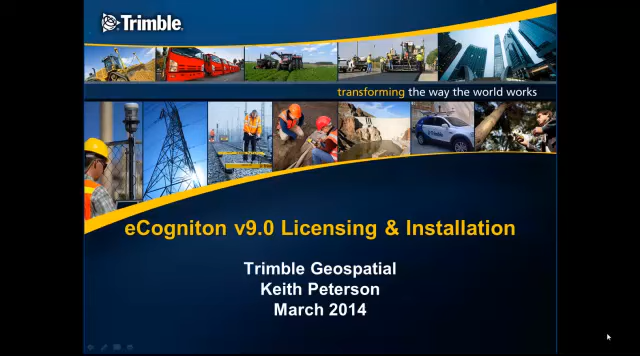 Trimble
transforming the way the world works
eCogniton v9.0 Licensing & Installation
Trimble Geospatial
Keith Peterson
March 2014